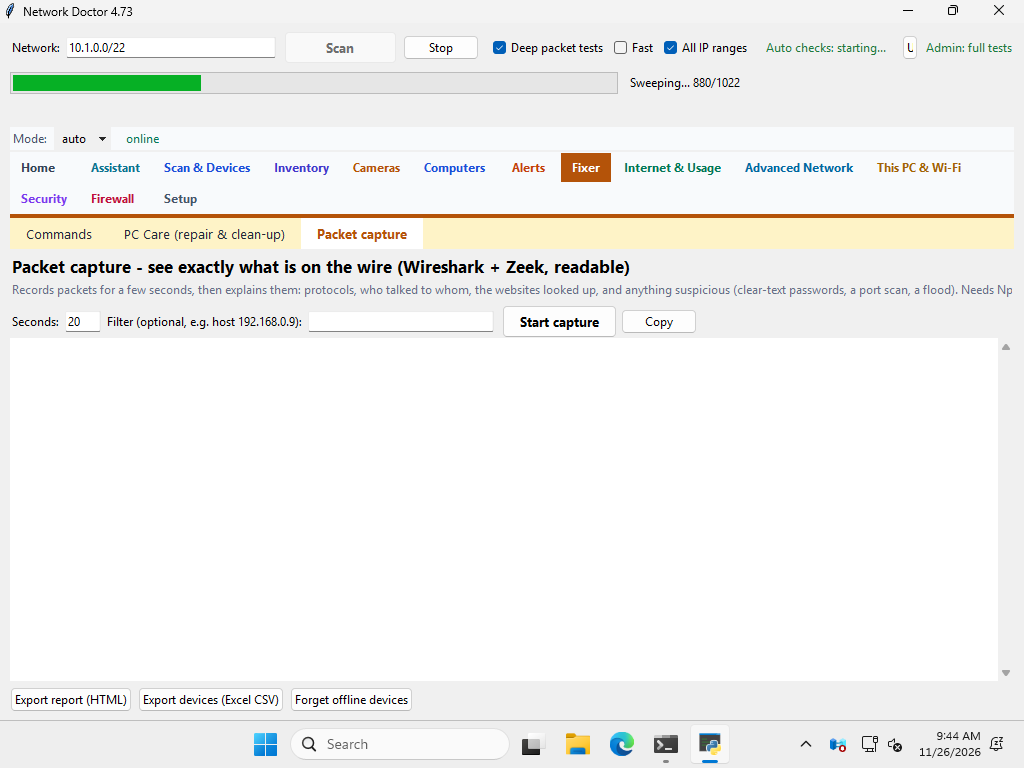 Network Doctor 4.73
Network: 10.1.0.0/22 Scan Stop Deep packet tests Fast All IP ranges Auto checks: starting... Admin: full tests
Sweeping... 880/1022
Mode: auto online
Home Assistant Scan & Devices Inventory Cameras Computers Alerts Fixer Internet & Usage Advanced Network This PC & Wi-Fi
Security Firewall Setup
Commands PC Care (repair & clean-up) Packet capture
Packet capture - see exactly what is on the wire (Wireshark + Zeek, readable)
Records packets for a few seconds, then explains them: protocols, who talked to whom, the websites looked up, and anything suspicious (clear-text passwords, a port scan, a flood). Needs Np
Seconds: 20 Filter (optional, e.g. host 192.168.0.9): Start capture Copy
Export report (HTML) Export devices (Excel CSV) Forget offline devices
Search
9:44 AM
11/26/2026